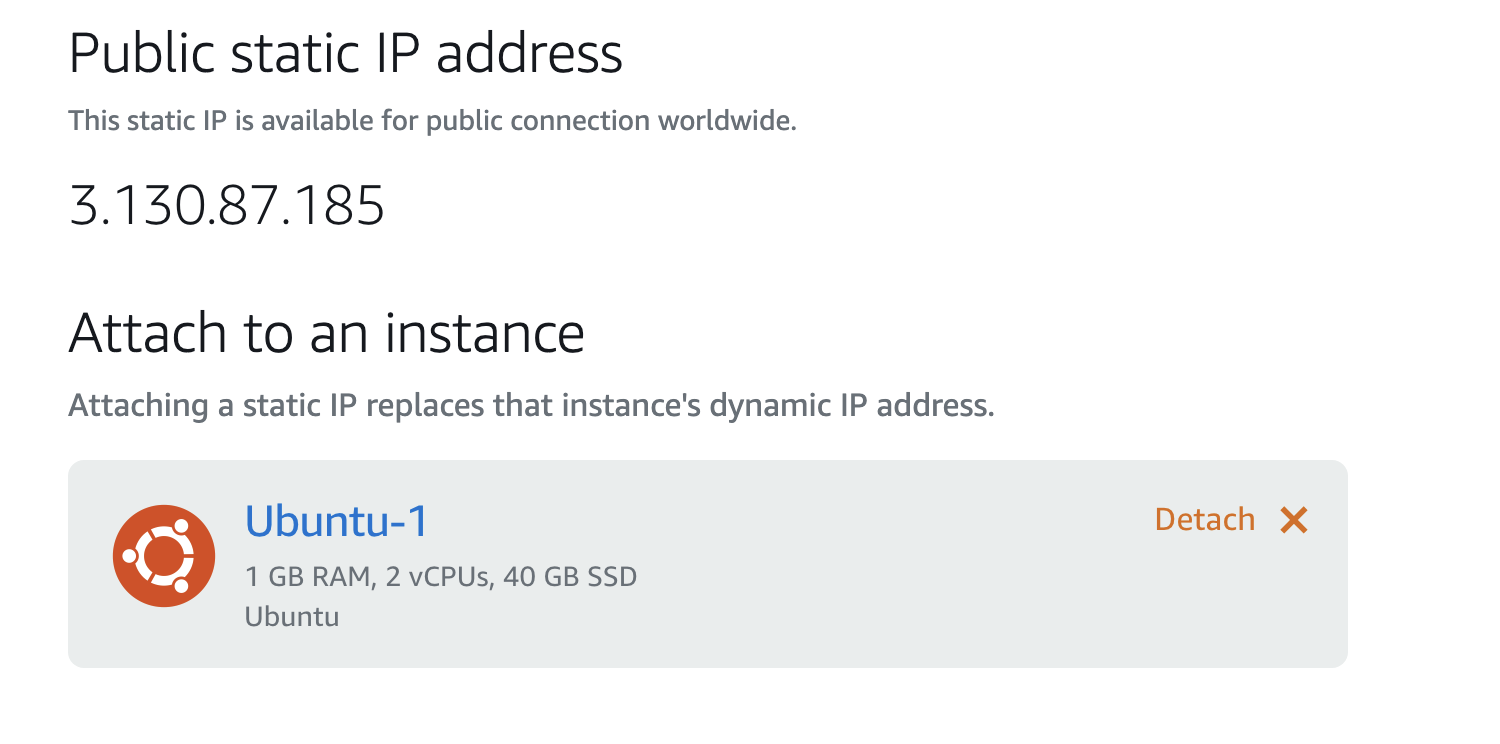 Public static IP address
This static IP is available for public connection worldwide.
3.130.87.185
Attach to an instance
Attaching a static IP replaces that instance's dynamic IP address.
Ubuntu-1
Detach
1 GB RAM, 2 vCPUs, 40 GB SSD
Ubuntu